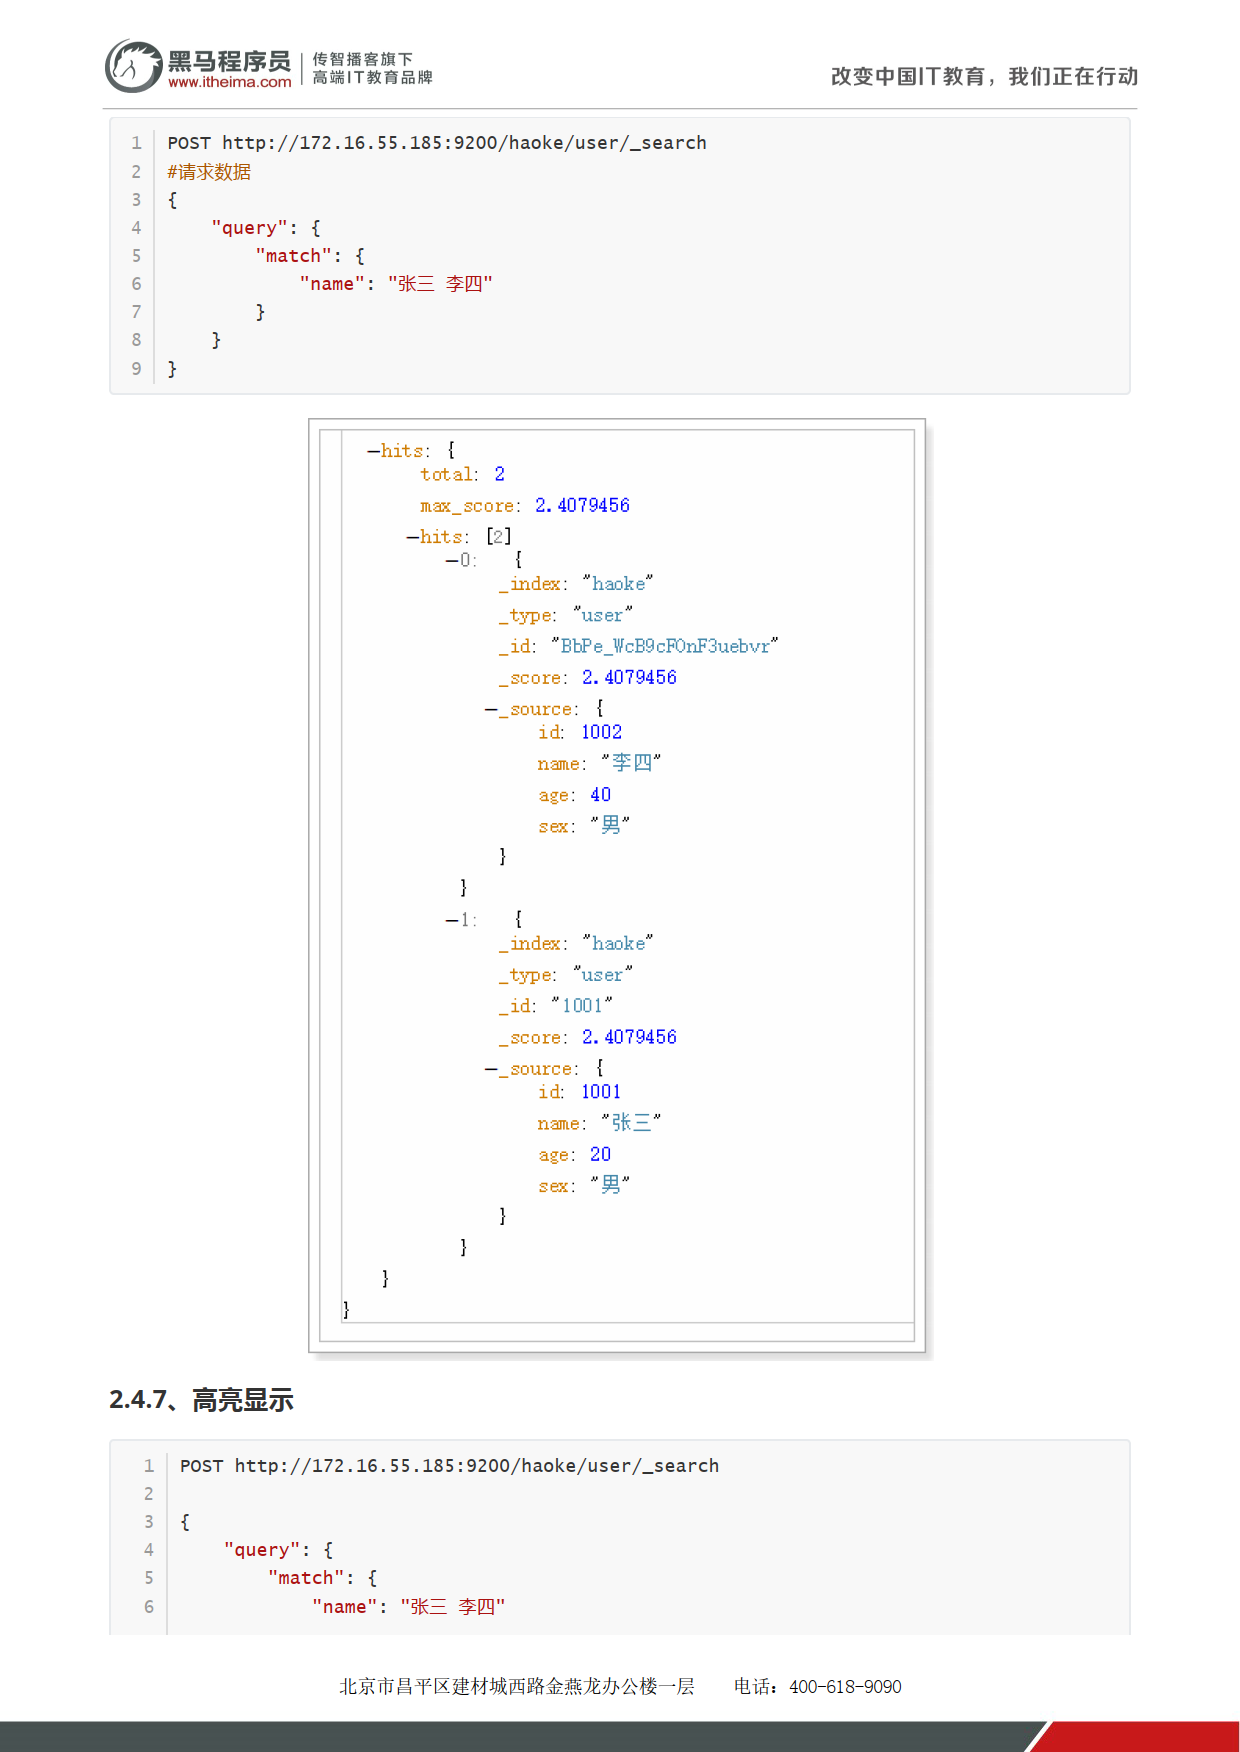 黑马程序员
www.itheima.com
传智播客旗下
高端IT教育品牌
改变中国IT教育，我们正在行动
1 POST http://172.16.55.185:9200/haoke/user/_search
2 #请求数据
3 {
4 "query": {
5 "match": {
6 "name": "张三 李四"
7 }
8 }
9 }
—hits: {
total: 2
max_score: 2.4079456
—hits: [2]
—0: {
_index: "haoke"
_type: "user"
_id: "BbPe_WcB9cFOnF3uebvr"
_score: 2.4079456
—_source: {
id: 1002
name: "李四"
age: 40
sex: "男"
}
}
—1: {
_index: "haoke"
_type: "user"
_id: "1001"
_score: 2.4079456
—_source: {
id: 1001
name: "张三"
age: 20
sex: "男"
}
}
}
}
2.4.7、高亮显示
1 POST http://172.16.55.185:9200/haoke/user/_search
2
3 {
4 "query": {
5 "match": {
6 "name": "张三 李四"
北京市昌平区建材城西路金燕龙办公楼一层 电话：400-618-9090